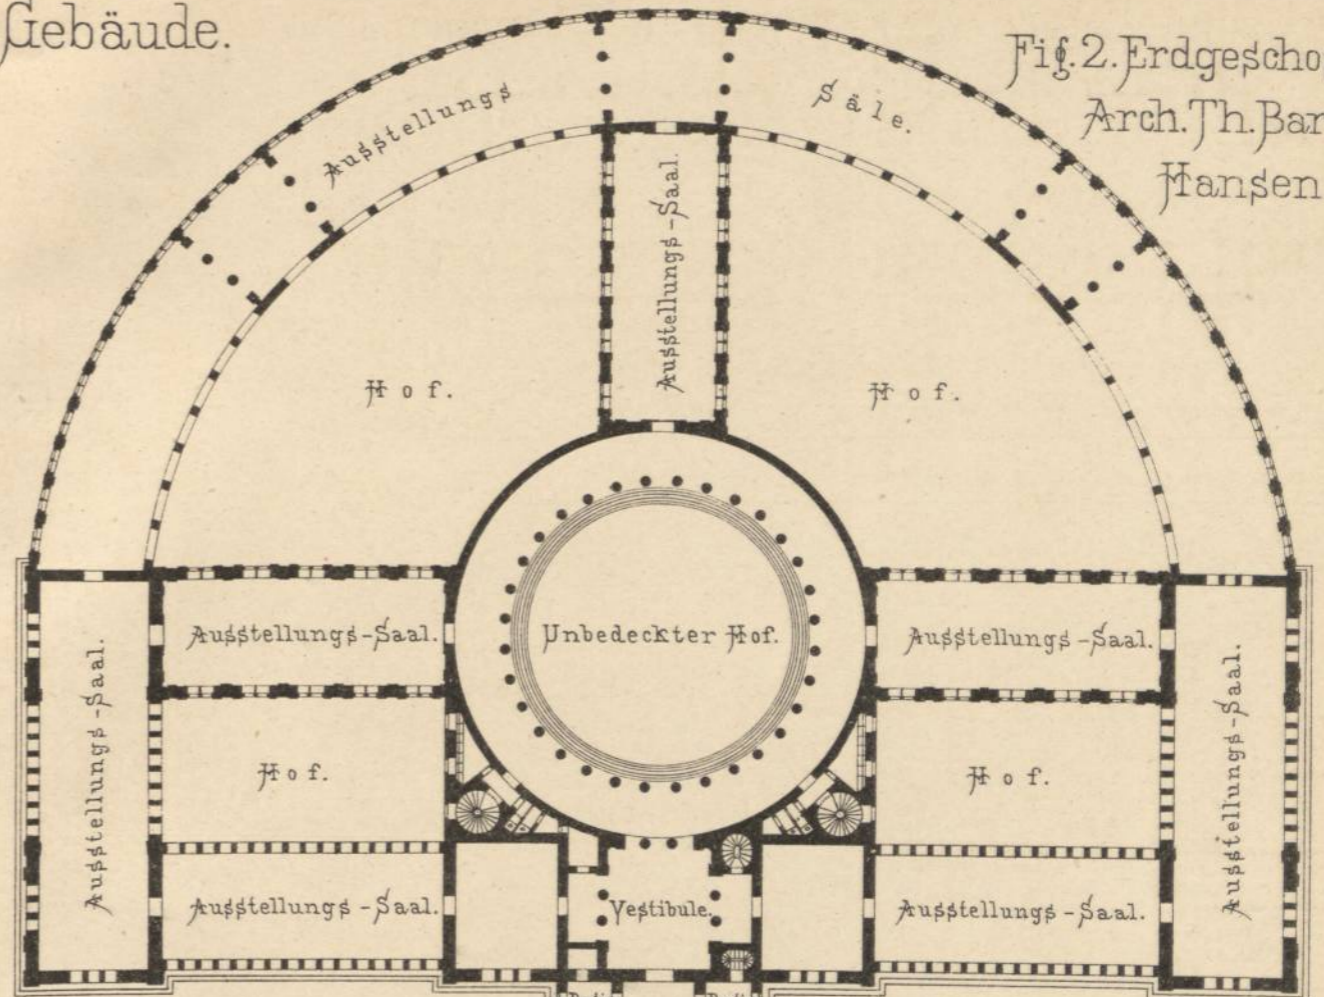 Gebäude.
Fig. 2. Erdgescho
Arch. Th. Bar
Hansen
Ausstellungs
Säle.
Ausstellungs-Saal.
Hof.
Hof.
Ausstellungs-Saal.
Unbedeckter Hof.
Ausstellungs-Saal.
Ausstellungs-Saal.
Ausstellungs-Saal.
Hof.
Hof.
Ausstellungs-Saal.
Vestibule.
Ausstellungs-Saal.